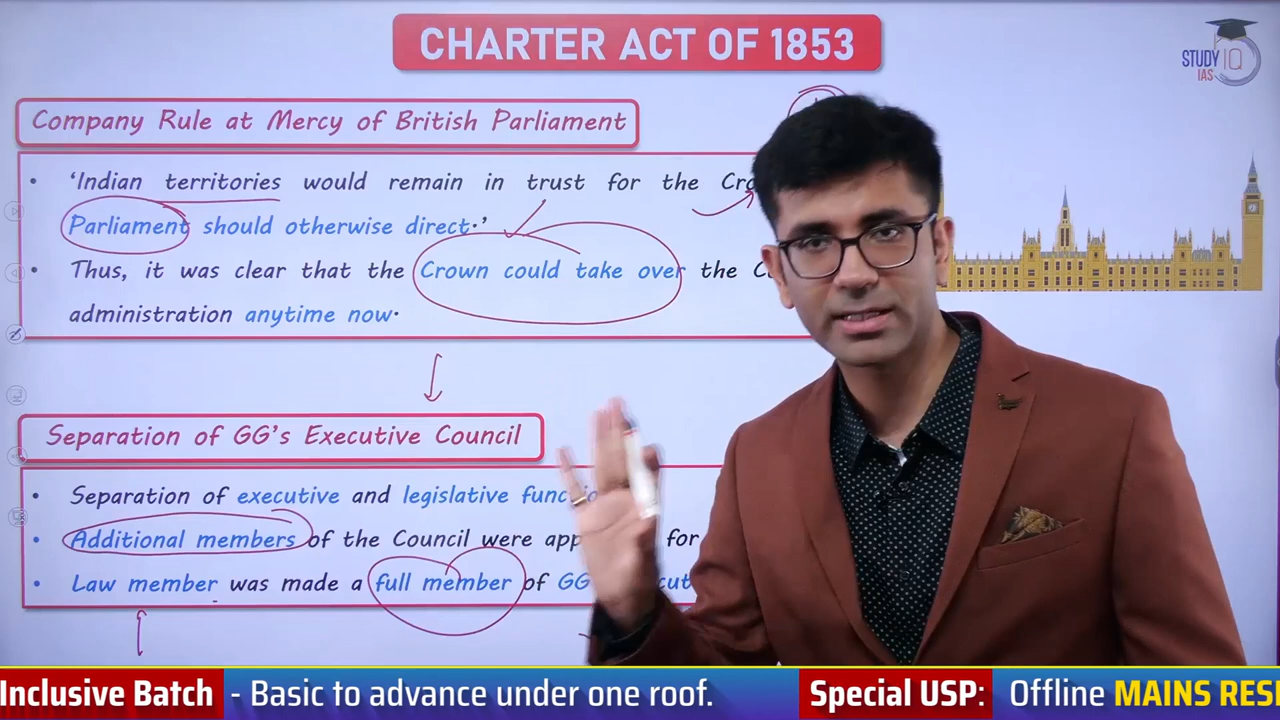 CHARTER ACT OF 1853
STUDY IQ
IAS
Company Rule at Mercy of British Parliament
• ‘Indian territories would remain in trust for the
Parliament should otherwise direct.’
• Thus, it was clear that the Crown could take over the
administration anytime now.
Separation of GG's Executive Council
• Separation of executive and legislative
• Additional members of the Council were for
• Law member was made a full member of GG
Inclusive Batch - Basic to advance under one roof. Special USP: Offline MAINS